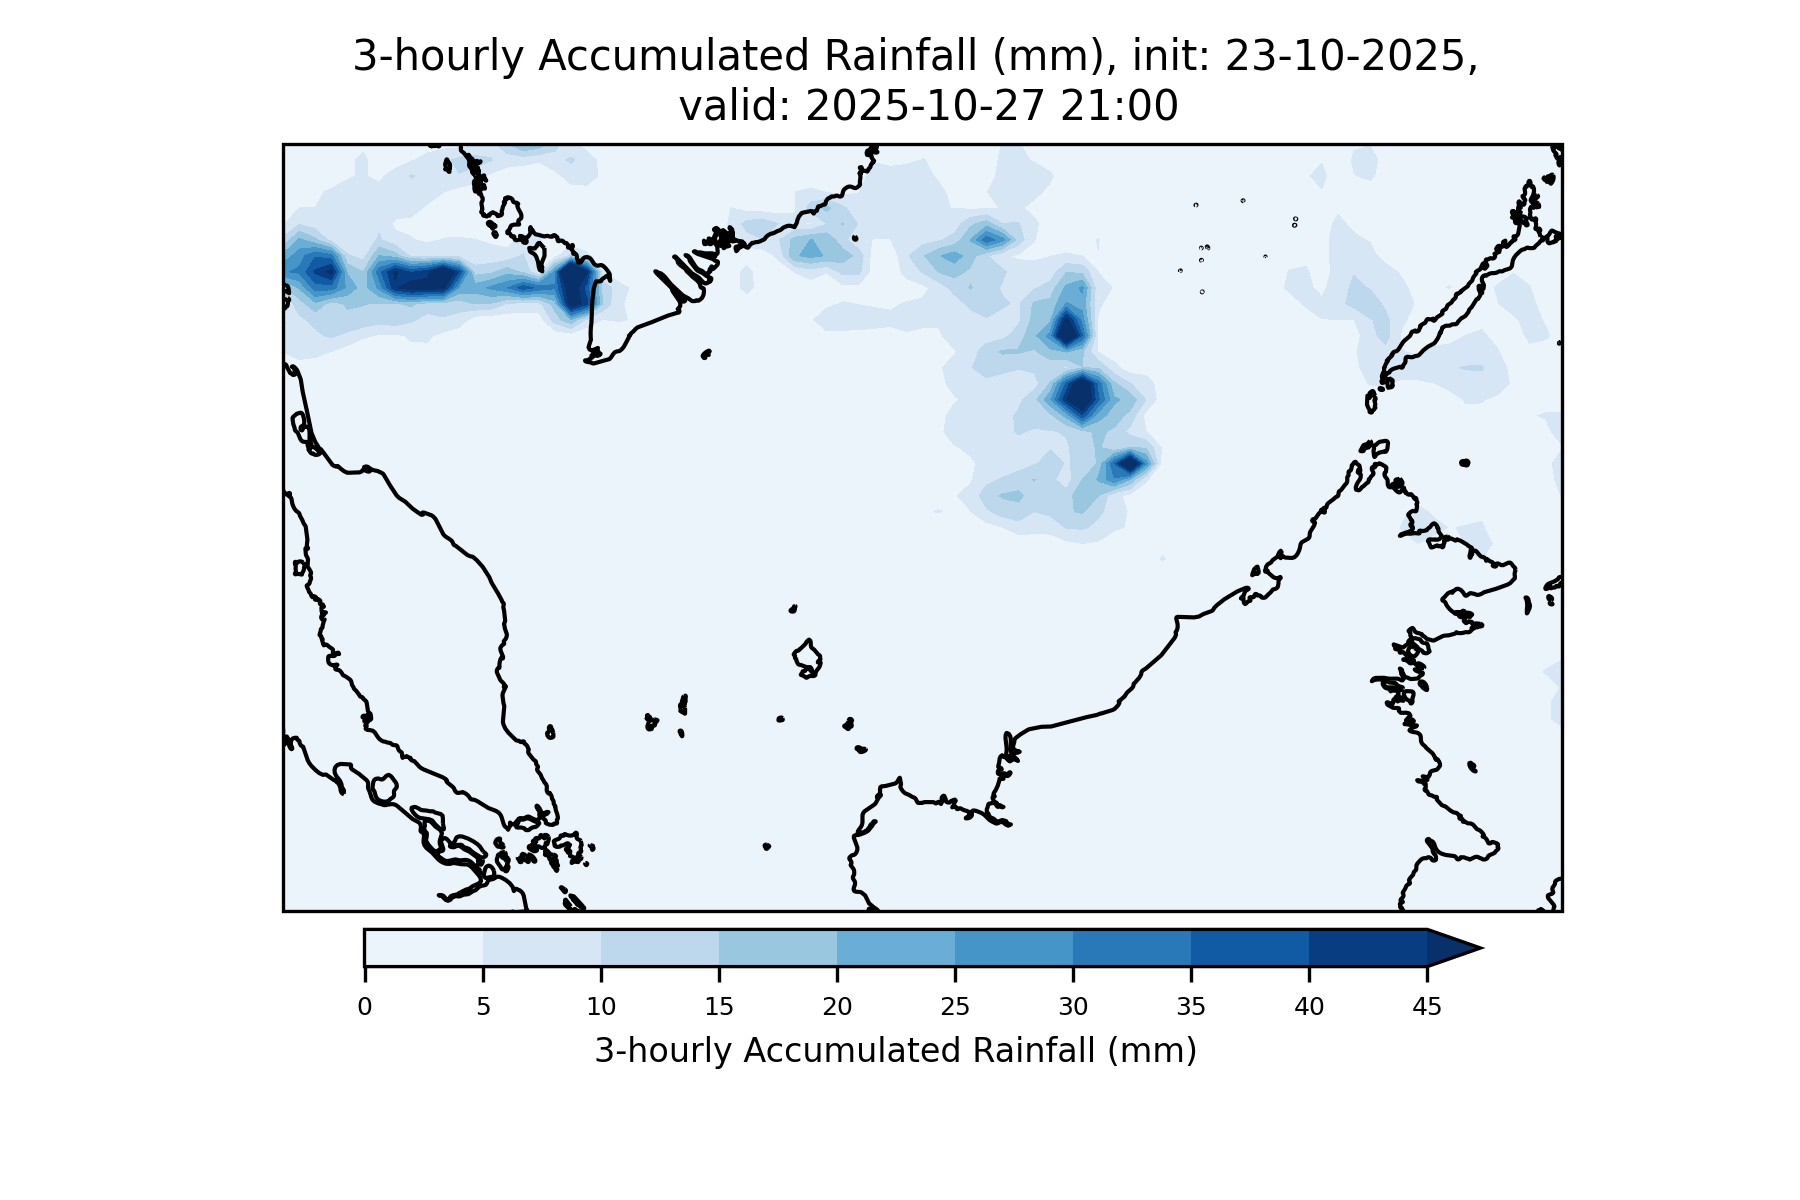 3-hourly Accumulated Rainfall (mm), init: 23-10-2025,
valid: 2025-10-27 21:00
0 5 10 15 20 25 30 35 40 45
3-hourly Accumulated Rainfall (mm)